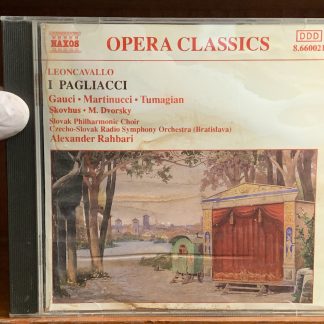 NAXOS
OPERA CLASSICS
DDD
8.660021
LEONCAVALLO
I PAGLIACCI
Gauci • Martinucci • Tumagian
Skovhus • M. Dvorsky
Slovak Philharmonic Choir
Czecho-Slovak Radio Symphony Orchestra (Bratislava)
Alexander Rahbari